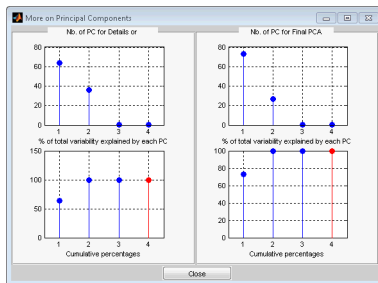 More on Principal Components
Nb. of PC for Details or
80
60
40
20
0
1 2 3 4
% of total variability explained by each PC
150
100
50
0
1 2 3 4
Cumulative percentages
Nb. of PC for Final PCA
80
60
40
20
0
1 2 3 4
% of total variability explained by each PC
100
80
60
40
20
0
1 2 3 4
Cumulative percentages
Close